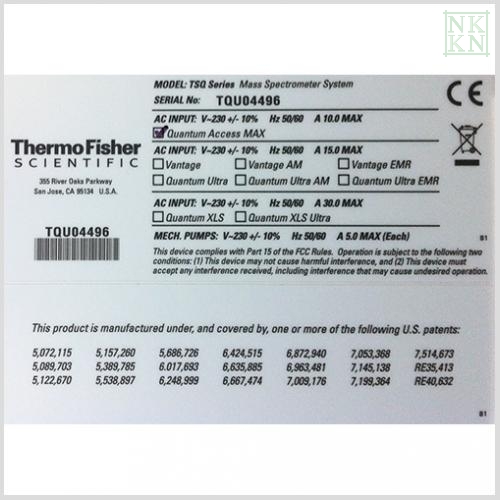 NK
KN
MODEL: TSQ Series Mass Spectrometer System
SERIAL No: TQU04496
AC INPUT: V~230 +/- 10% Hz 50/60 A 10.0 MAX
Quantum Access MAX
AC INPUT: V~230 +/- 10% Hz 50/60 A 15.0 MAX
Vantage Vantage AM Vantage EMR
Quantum Ultra Quantum Ultra AM Quantum Ultra EMR
AC INPUT: V~230 +/- 10% Hz 50/60 A 30.0 MAX
Quantum XLS Quantum XLS Ultra
MECH. PUMPS: V~230 +/- 10% Hz 50/60 A 5.0 MAX (Each)
This device complies with Part 15 of the FCC Rules. Operation is subject to the following two
conditions: (1) This device may not cause harmful interference, and (2) This device must
accept any interference received, including interference that may cause undesired operation.
CE
B1
ThermoFisher
SCIENTIFIC
355 River Oaks Parkway
San Jose, CA 95134 U.S.A.
TQU04496
This product is manufactured under, and covered by, one or more of the following U.S. patents:
5,072,115 5,157,260 5,686,726 6,424,515 6,872,940 7,053,368 7,514,673
5,089,703 5,389,785 6.017,693 6,635,885 6,963,481 7,145,138 RE35,413
5,122,670 5,538,897 6,248,999 6,667,474 7,009,176 7,199,364 RE40,632
B1